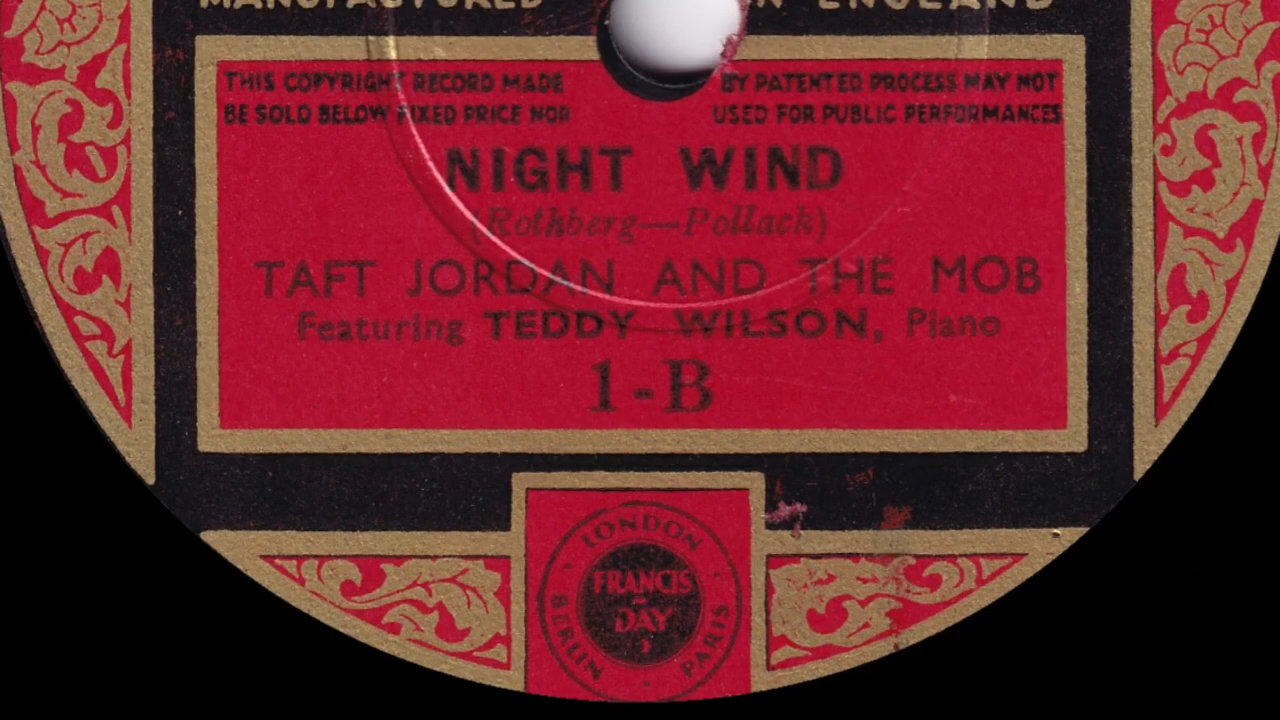 MANUFACTURED IN ENGLAND
THIS COPYRIGHT RECORD MADE BY PATENTED PROCESS MAY NOT
BE SOLD BELOW FIXED PRICE NOR USED FOR PUBLIC PERFORMANCES
NIGHT WIND
(Rothberg—Pollack)
TAFT JORDAN AND THE MOB
Featuring TEDDY WILSON, Piano
1-B
LONDON
FRANCIS
DAY
BERLIN
PARIS